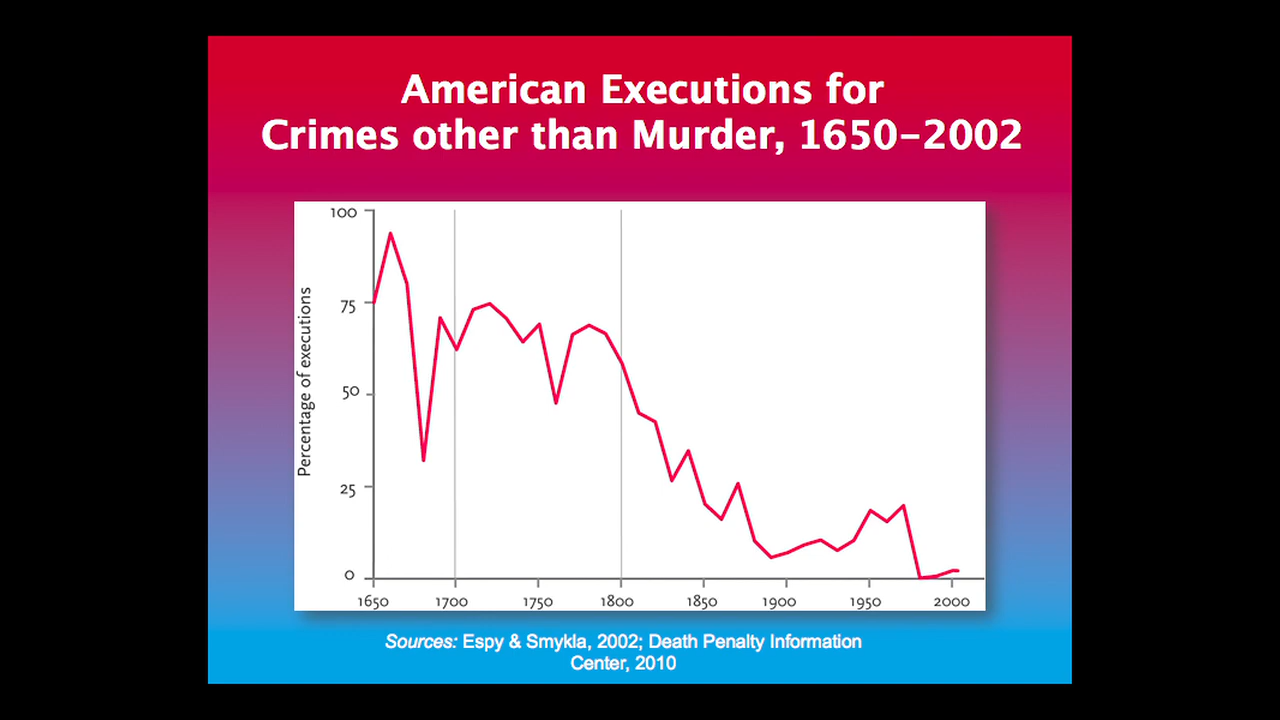 American Executions for
Crimes other than Murder, 1650–2002
Percentage of executions
100
75
50
25
0
1650 1700 1750 1800 1850 1900 1950 2000
Sources: Espy & Smykla, 2002; Death Penalty Information
Center, 2010